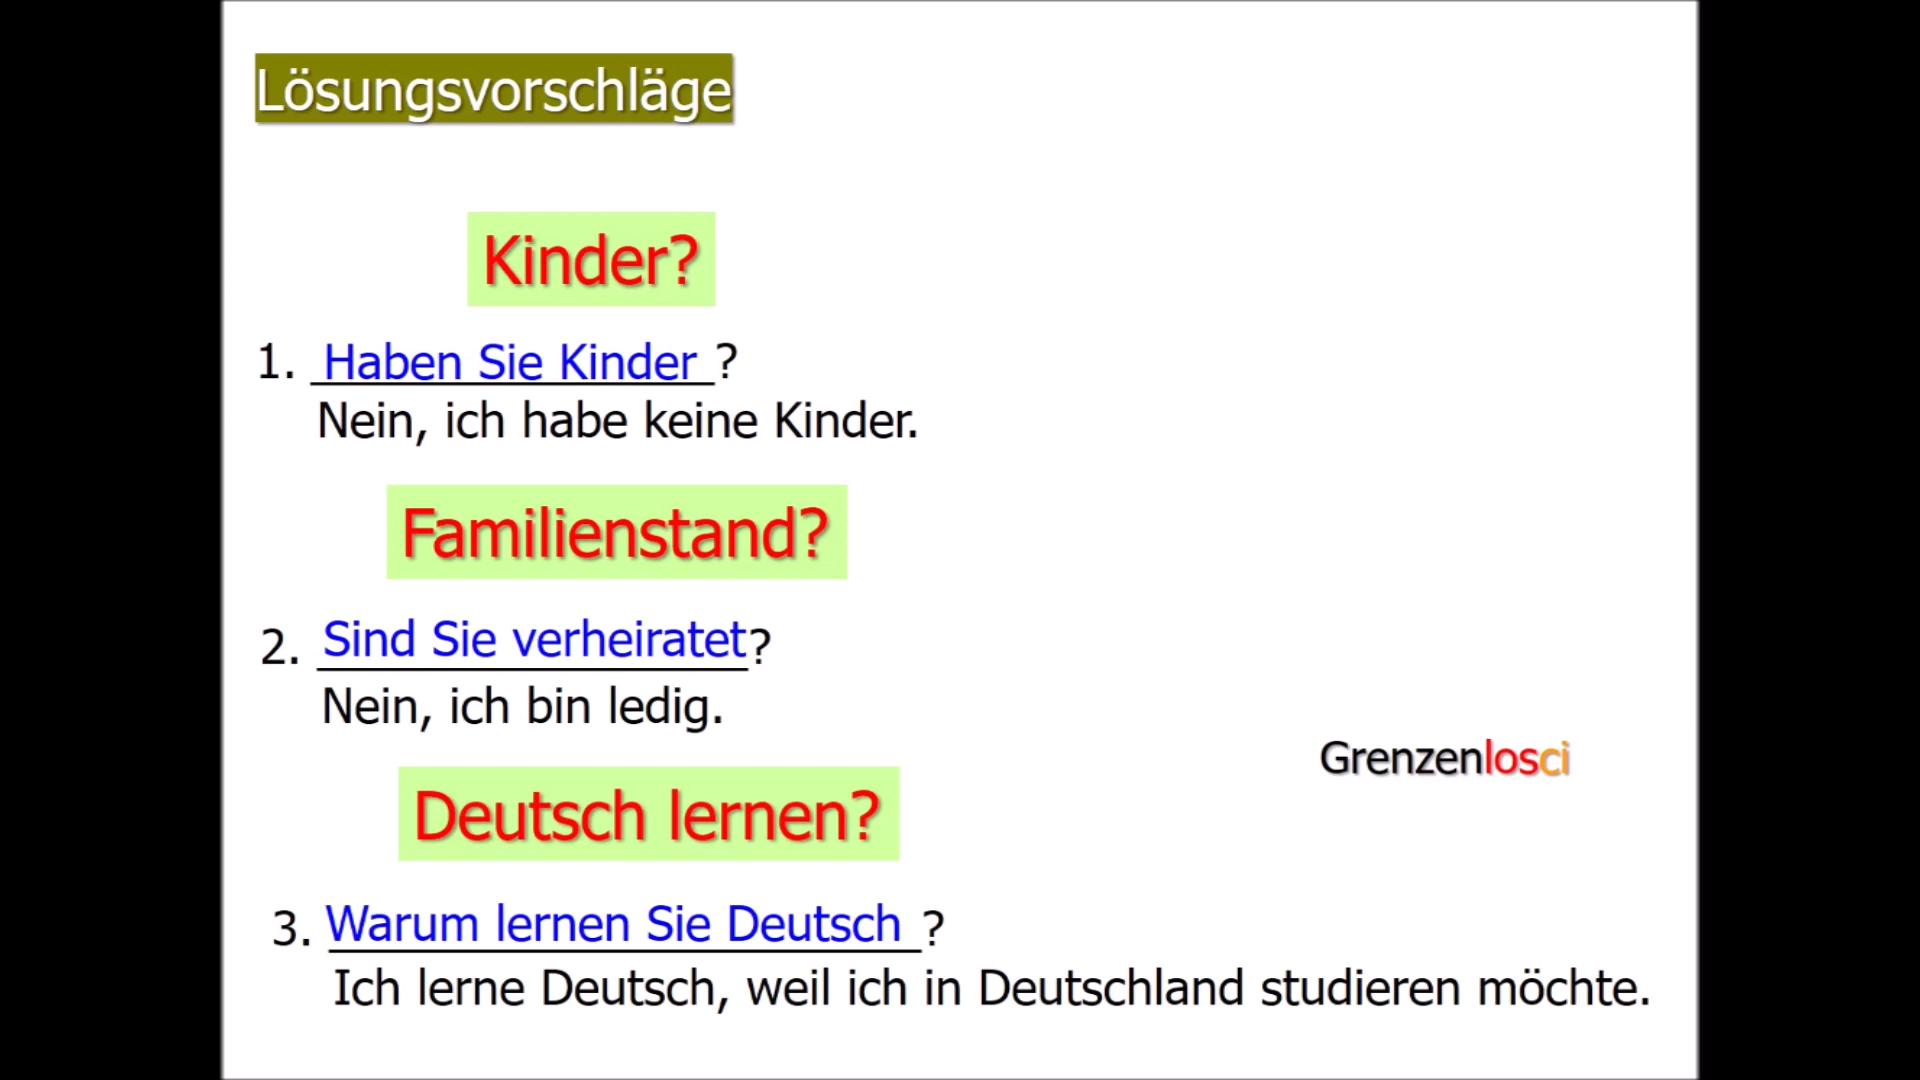 Lösungsvorschläge
Kinder?
1. Haben Sie Kinder ?
Nein, ich habe keine Kinder.
Familienstand?
2. Sind Sie verheiratet?
Nein, ich bin ledig.
Grenzenlosci
Deutsch lernen?
3. Warum lernen Sie Deutsch ?
Ich lerne Deutsch, weil ich in Deutschland studieren möchte.